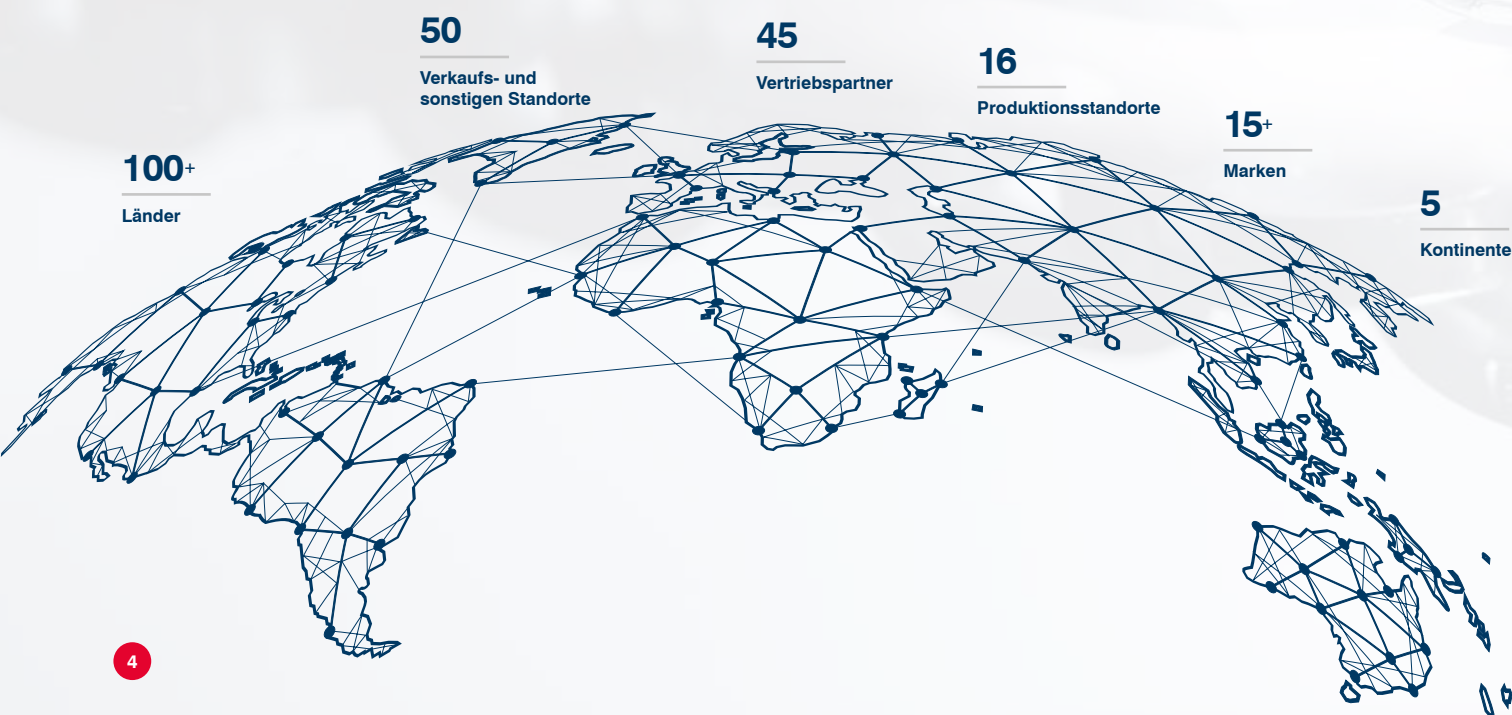 100+
Länder
50
Verkaufs- und
sonstigen Standorte
45
Vertriebspartner
16
Produktionsstandorte
15+
Marken
5
Kontinente
4